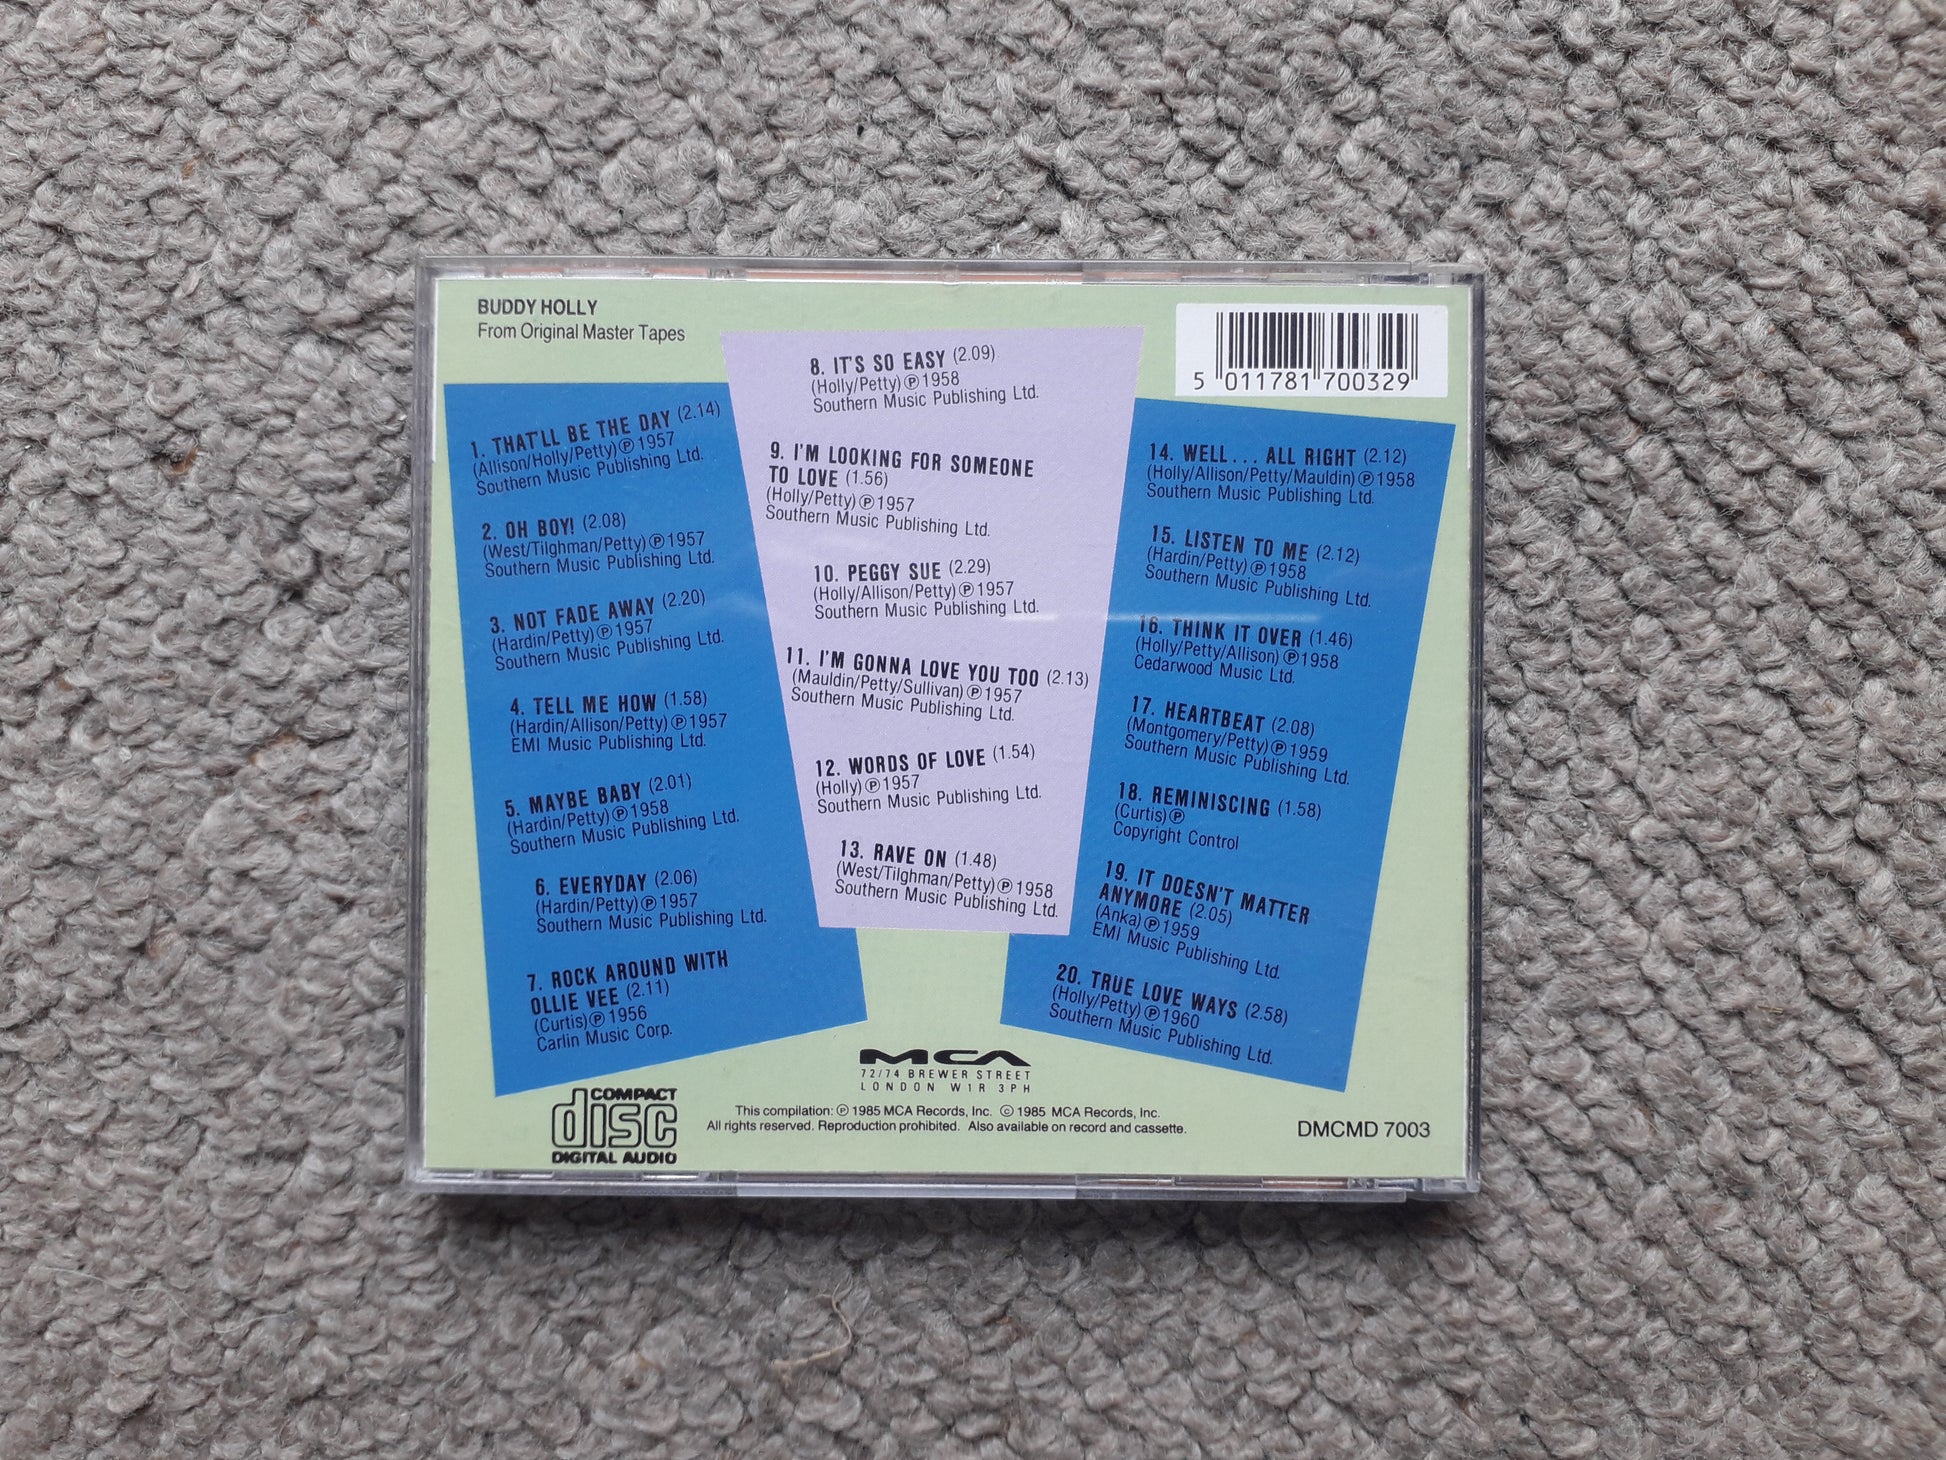 BUDDY HOLLY
From Original Master Tapes
1. THAT'LL BE THE DAY (2.14)
(Allison/Holly/Petty) Ⓟ 1957
Southern Music Publishing Ltd.
2. OH BOY! (2.08)
(West/Tilghman/Petty) Ⓟ 1957
Southern Music Publishing Ltd.
3. NOT FADE AWAY (2.20)
(Hardin/Petty) Ⓟ 1957
Southern Music Publishing Ltd.
4. TELL ME HOW (1.58)
(Hardin/Allison/Petty) Ⓟ 1957
EMI Music Publishing Ltd.
5. MAYBE BABY (2.01)
(Hardin/Petty) Ⓟ 1958
Southern Music Publishing Ltd.
6. EVERYDAY (2.06)
(Hardin/Petty) Ⓟ 1957
Southern Music Publishing Ltd.
7. ROCK AROUND WITH
OLLIE VEE (2.11)
(Curtis) Ⓟ 1956
Carlin Music Corp.
8. IT'S SO EASY (2.09)
(Holly/Petty) Ⓟ 1958
Southern Music Publishing Ltd.
9. I'M LOOKING FOR SOMEONE
TO LOVE (1.56)
(Holly/Petty) Ⓟ 1957
Southern Music Publishing Ltd.
10. PEGGY SUE (2.29)
(Holly/Allison/Petty) Ⓟ 1957
Southern Music Publishing Ltd.
11. I'M GONNA LOVE YOU TOO (2.13)
(Mauldin/Petty/Sullivan) Ⓟ 1957
Southern Music Publishing Ltd.
12. WORDS OF LOVE (1.54)
(Holly) Ⓟ 1957
Southern Music Publishing Ltd.
13. RAVE ON (1.48)
(West/Tilghman/Petty) Ⓟ 1958
Southern Music Publishing Ltd.
5 011781 700329
14. WELL... ALL RIGHT (2.12)
(Holly/Allison/Petty/Mauldin) Ⓟ 1958
Southern Music Publishing Ltd.
15. LISTEN TO ME (2.12)
(Hardin/Petty) Ⓟ 1958
Southern Music Publishing Ltd.
16. THINK IT OVER (1.46)
(Holly/Petty/Allison) Ⓟ 1958
Cedarwood Music Ltd.
17. HEARTBEAT (2.08)
(Montgomery/Petty) Ⓟ 1959
Southern Music Publishing Ltd.
18. REMINISCING (1.58)
(Curtis) Ⓟ
Copyright Control
19. IT DOESN'T MATTER
ANYMORE (2.05)
(Anka) Ⓟ 1959
EMI Music Publishing Ltd.
20. TRUE LOVE WAYS (2.58)
(Holly/Petty) Ⓟ 1960
Southern Music Publishing Ltd.
MCA
72/74 BREWER STREET
LONDON W1R 3PH
COMPACT
disc
DIGITAL AUDIO
This compilation: Ⓟ 1985 MCA Records, Inc. © 1985 MCA Records, Inc.
All rights reserved. Reproduction prohibited. Also available on record and cassette.
DMCMD 7003